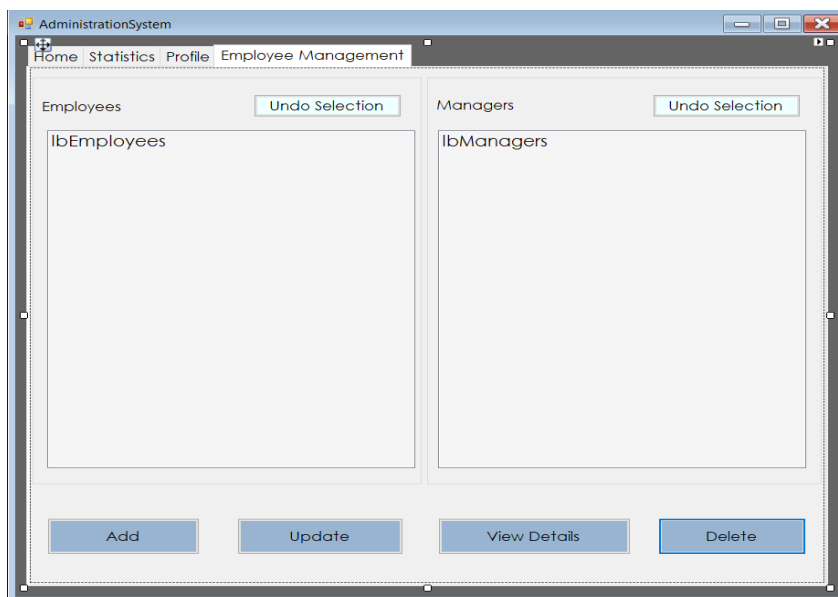 AdministrationSystem
Home Statistics Profile Employee Management
Employees Undo Selection Managers Undo Selection
lbEmployees lbManagers
Add Update View Details Delete